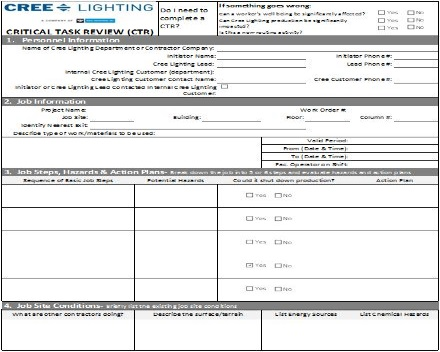 CREE LIGHTING
A COMPANY OF
CRITICAL TASK REVIEW (CTR)
Do I need to complete a CTR?
If something goes wrong:
Can a worker's well being be significantly affected? Yes No
Can Cree Lighting production be significantly impacted? Yes No
Is this a non-routine activity? Yes No
1. Personnel Information
Name of Cree Lighting Department or Contractor Company:
Initiator Name: Initiator Phone #:
Cree Lighting Lead: Lighting Lead Phone #:
Internal Cree Lighting Customer (department):
Cree Lighting Customer Contact Name: Cree Customer Phone #:
Initiator or Cree Lighting Lead Contacted Internal Cree Lighting Customer:
2. Job Information
Project Name: Work Order #:
Job Site: Building: Floor: Column #:
Identify Nearest Exit:
Describe type of work/materials to be used:
Valid Period:
From (Date & Time):
To (Date & Time):
Fac. Operator on Shift:
3. Job Steps, Hazards & Action Plans- Break down the job into 5 or 6 steps and evaluate hazards and action plans
Sequence of Basic Job Steps Potential Hazards Could it shut down production? Action Plan
Yes No
Yes No
Yes No
Yes No
Yes No
4. Job Site Conditions- Briefly list the existing job site conditions
What are other contractors doing? Describe the surface/terrain List Energy Sources List Chemical Hazards